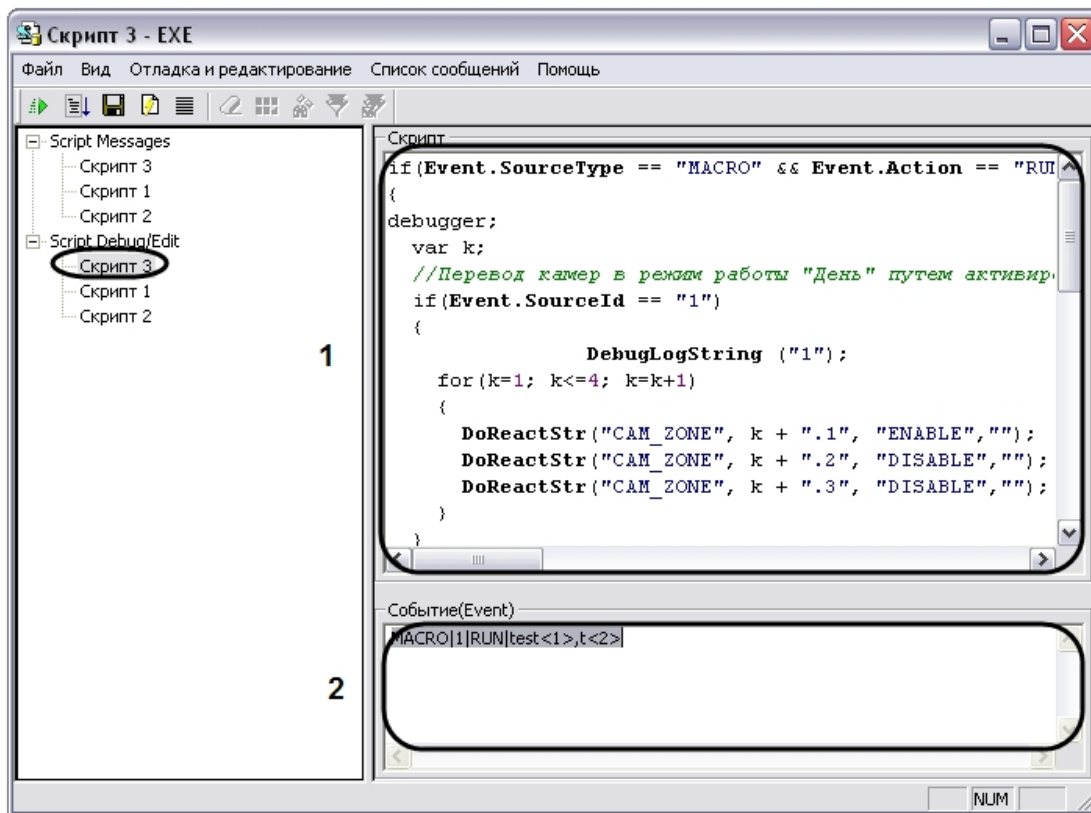 Скрипт 3 - EXE
Файл Вид Отладка и редактирование Список сообщений Помощь
Script Messages
Скрипт 3
Скрипт 1
Скрипт 2
Script Debug/Edit
Скрипт 3
Скрипт 1
Скрипт 2
1
2
Скрипт
if(Event.SourceType == "MACRO" && Event.Action == "RU
{
debugger;
var k;
//Перевод камер в режим работы "День" путем активир
if(Event.SourceId == "1")
{
DebugLogString ("1");
for(k=1; k<=4; k=k+1)
{
DoReactStr("CAM_ZONE", k + ".1", "ENABLE","");
DoReactStr("CAM_ZONE", k + ".2", "DISABLE","");
DoReactStr("CAM_ZONE", k + ".3", "DISABLE","");
}
}
Событие(Event)
MACRO|1|RUN|test<1>,t<2>
NUM